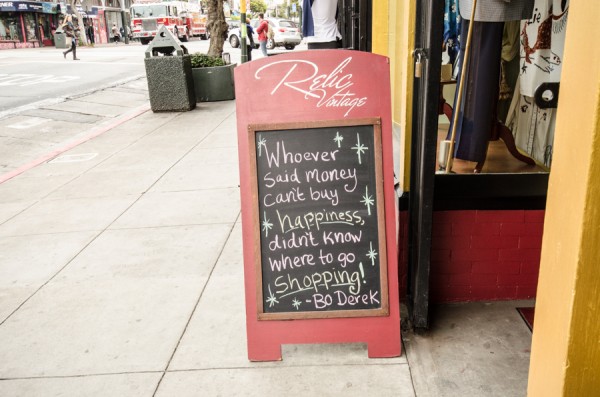 Relic
Vintage
Whoever
said money
can't buy
happiness,
didn't know
where to go
shopping!
-Bo Derek